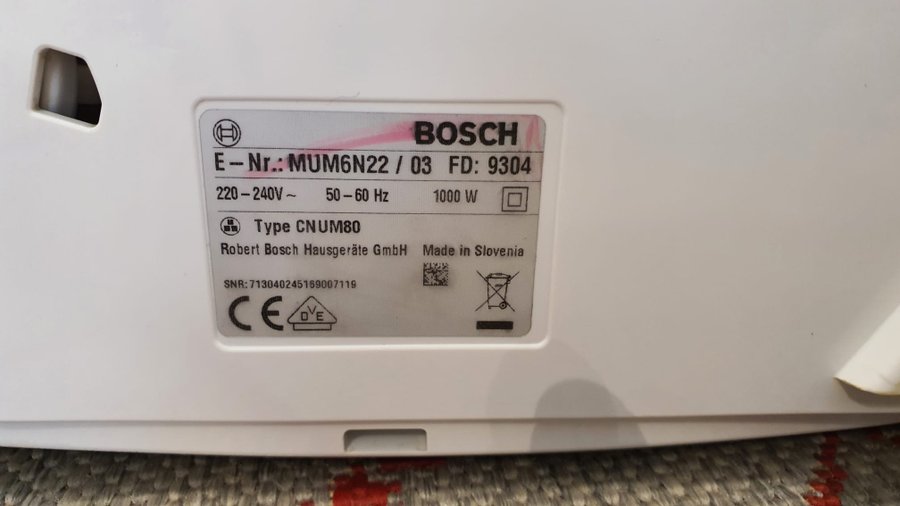 BOSCH
E-Nr.: MUM6N22 / 03 FD: 9304
220-240V~ 50-60 Hz 1000 W
Type CNUM80
Robert Bosch Hausgeräte GmbH Made in Slovenia
SNR:713040245169007119
CE DVE